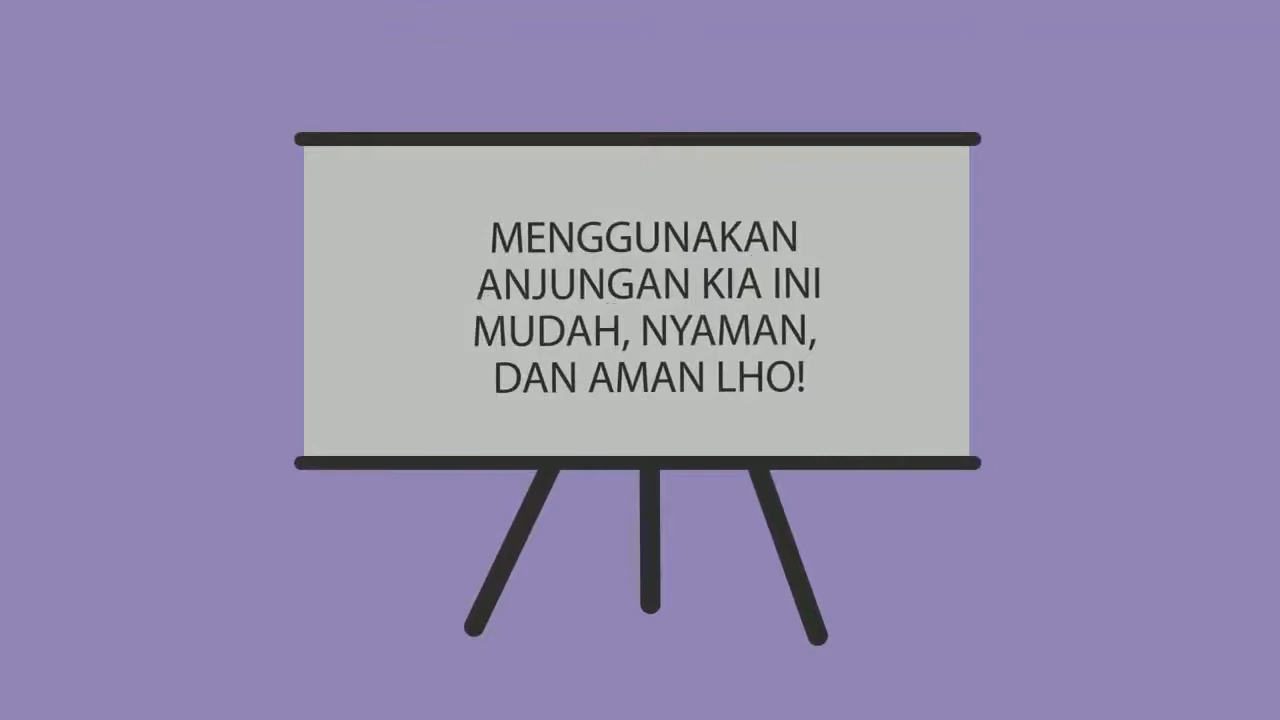 MENGGUNAKAN
ANJUNGAN KIA INI
MUDAH, NYAMAN,
DAN AMAN LHO!